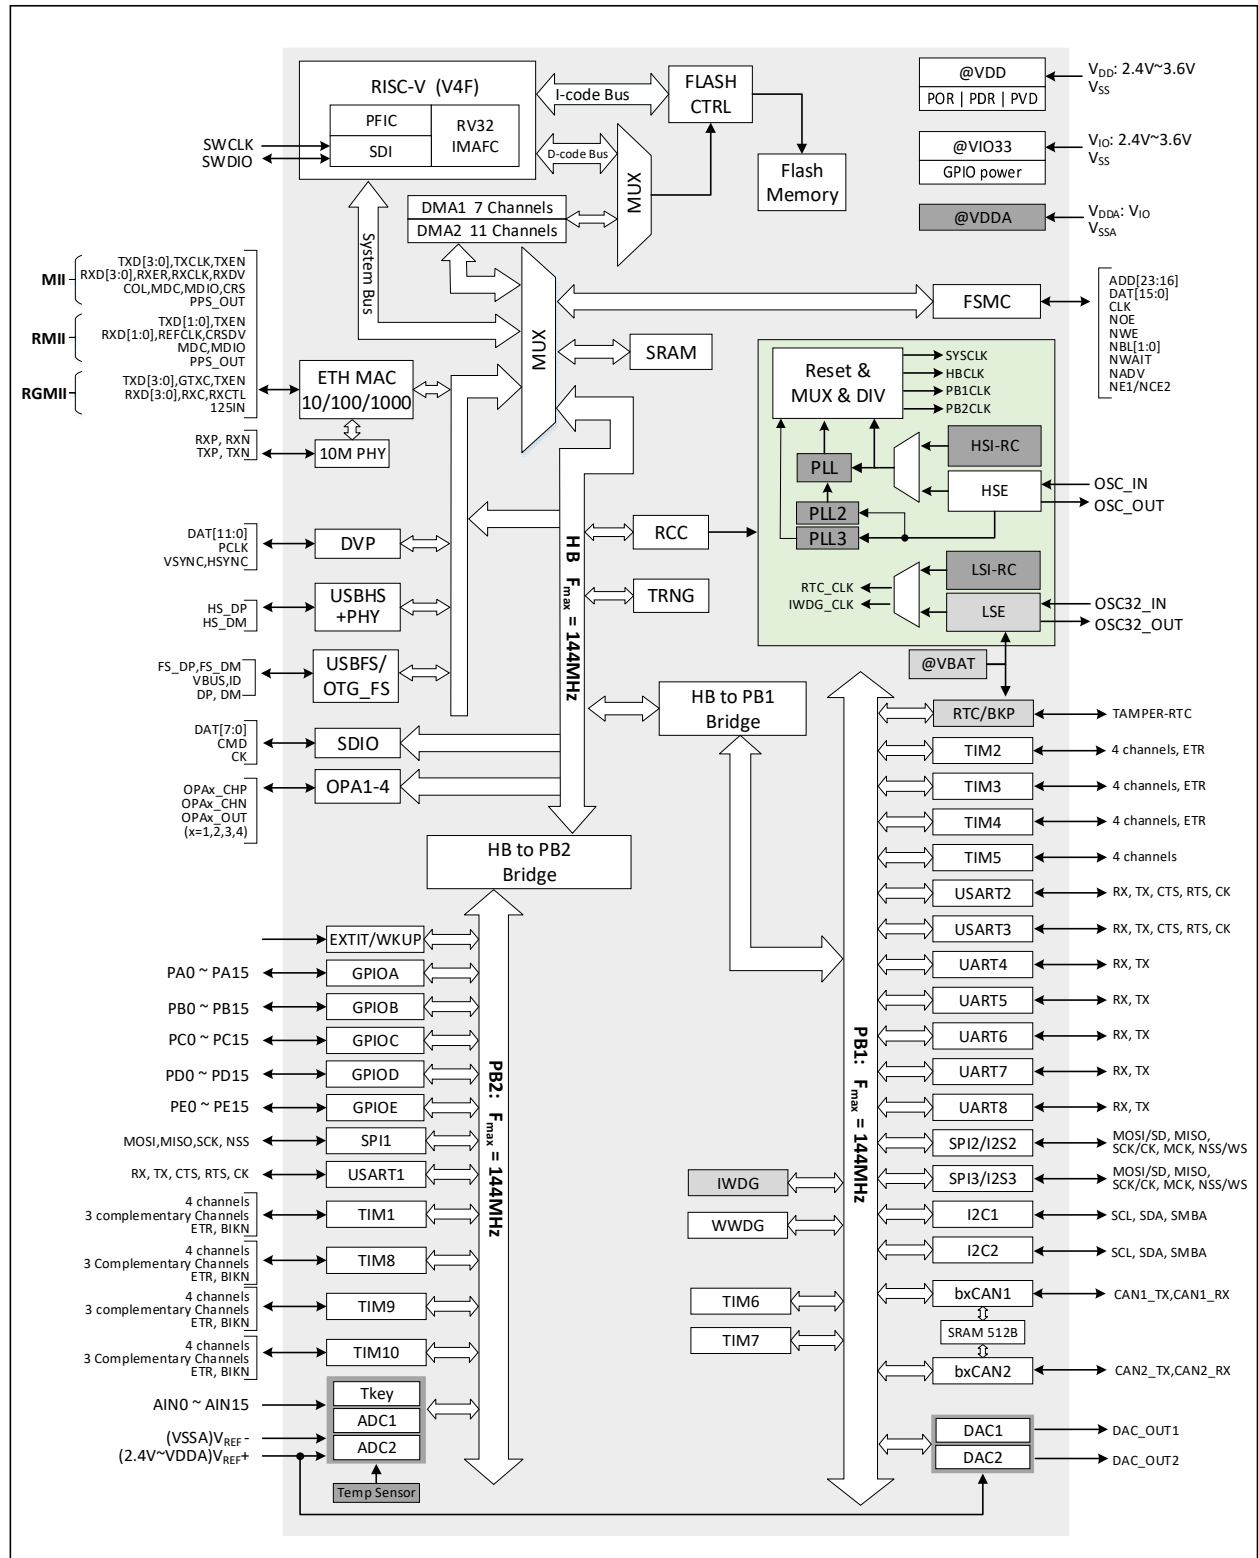 RISC-V (V4F)
PFIC
SDI
RV32
IMAFC
SWCLK
SWDIO
I-code Bus
D-code Bus
System Bus
FLASH
CTRL
MUX
Flash
Memory
DMA1 7 Channels
DMA2 11 Channels
@VDD
POR | PDR | PVD
VDD: 2.4V~3.6V
VSS
@VIO33
GPIO power
VIO: 2.4V~3.6V
VSS
@VDDA
VDDA: VIO
VSSA
MII
TXD[3:0],TXCLK,TXEN
RXD[3:0],RXER,RXCLK,RXDV
COL,MDC,MDIO,CRS
PPS_OUT
RMII
TXD[1:0],TXEN
RXD[1:0],REFCLK,CRSDV
MDC,MDIO
PPS_OUT
RGMII
TXD[3:0],GTXC,TXEN
RXD[3:0],RXC,RXCTL
125IN
ETH MAC
10/100/1000
RXP, RXN
TXP, TXN
10M PHY
MUX
SRAM
FSMC
ADD[23:16]
DAT[15:0]
CLK
NOE
NWE
NBL[1:0]
NWAIT
NADV
NE1/NCE2
Reset &
MUX & DIV
SYSCLK
HBCLK
PB1CLK
PB2CLK
PLL
PLL2
PLL3
HSI-RC
HSE
OSC_IN
OSC_OUT
LSI-RC
LSE
RTC_CLK
IWDG_CLK
OSC32_IN
OSC32_OUT
@VBAT
DAT[11:0]
PCLK
VSYNC,HSYNC
DVP
HS_DP
HS_DM
USBHS
+PHY
FS_DP,FS_DM
VBUS,ID
DP, DM
USBFS/
OTG_FS
DAT[7:0]
CMD
CK
SDIO
OPAx_CHP
OPAx_CHN
OPAx_OUT
(x=1,2,3,4)
OPA1-4
HB Fmax = 144MHz
RCC
TRNG
HB to PB1
Bridge
HB to PB2
Bridge
EXTIT/WKUP
PA0 ~ PA15
GPIOA
PB0 ~ PB15
GPIOB
PC0 ~ PC15
GPIOC
PD0 ~ PD15
GPIOD
PE0 ~ PE15
GPIOE
MOSI,MISO,SCK, NSS
SPI1
RX, TX, CTS, RTS, CK
USART1
4 channels
3 complementary Channels
ETR, BIKN
TIM1
4 channels
3 Complementary Channels
ETR, BIKN
TIM8
4 channels
3 complementary Channels
ETR, BIKN
TIM9
4 channels
3 Complementary Channels
ETR, BIKN
TIM10
AIN0 ~ AIN15
(VSSA)VREF-
(2.4V~VDDA)VREF+
Tkey
ADC1
ADC2
Temp Sensor
PB2: Fmax = 144MHz
IWDG
WWDG
TIM6
TIM7
PB1: Fmax = 144MHz
RTC/BKP
TAMPER-RTC
TIM2
4 channels, ETR
TIM3
4 channels, ETR
TIM4
4 channels, ETR
TIM5
4 channels
USART2
RX, TX, CTS, RTS, CK
USART3
RX, TX, CTS, RTS, CK
UART4
RX, TX
UART5
RX, TX
UART6
RX, TX
UART7
RX, TX
UART8
RX, TX
SPI2/I2S2
MOSI/SD, MISO,
SCK/CK, MCK, NSS/WS
SPI3/I2S3
MOSI/SD, MISO,
SCK/CK, MCK, NSS/WS
I2C1
SCL, SDA, SMBA
I2C2
SCL, SDA, SMBA
bxCAN1
CAN1_TX,CAN1_RX
SRAM 512B
bxCAN2
CAN2_TX,CAN2_RX
DAC1
DAC_OUT1
DAC2
DAC_OUT2